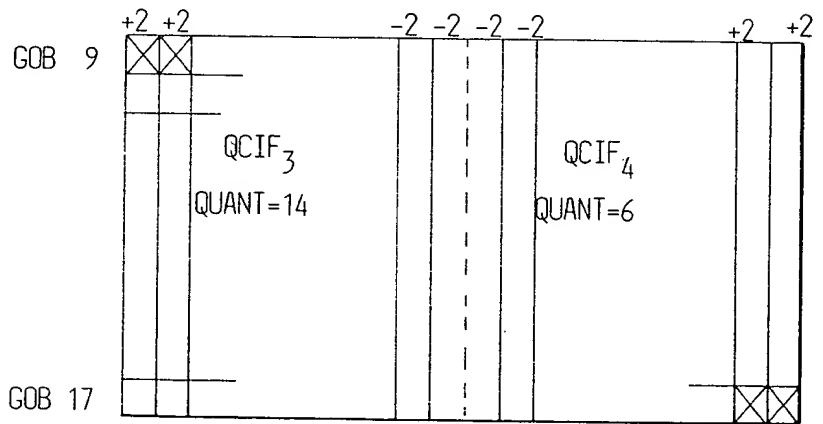 +2 +2 -2 -2 -2 -2 +2 +2
GOB 9
QCIF3 QCIF4
QUANT=14 QUANT=6
GOB 17